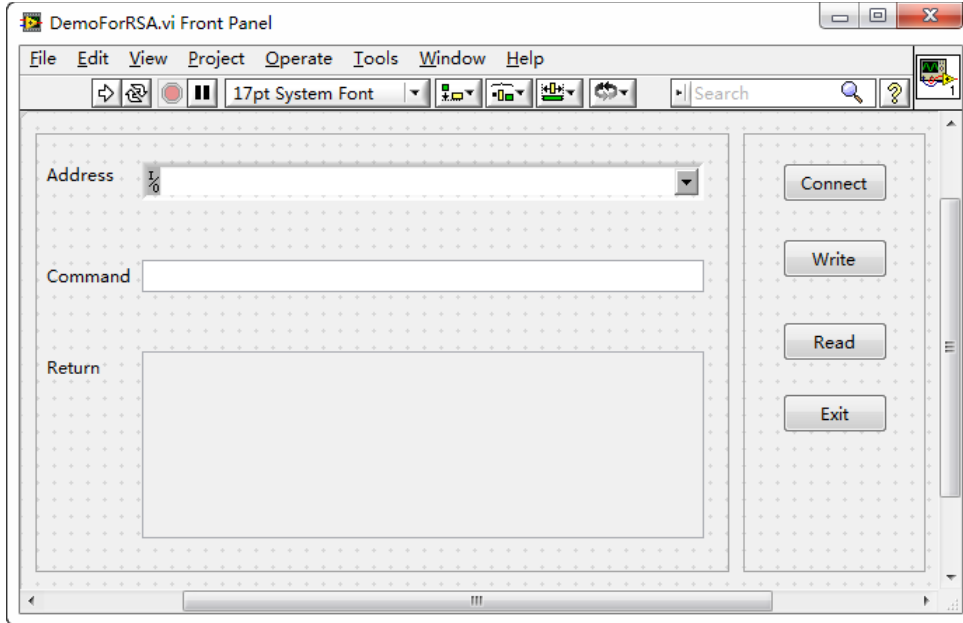 DemoForRSA.vi Front Panel
File Edit View Project Operate Tools Window Help
17pt System Font Search
1
Address
I/O
Connect
Write
Command
Read
Return
Exit